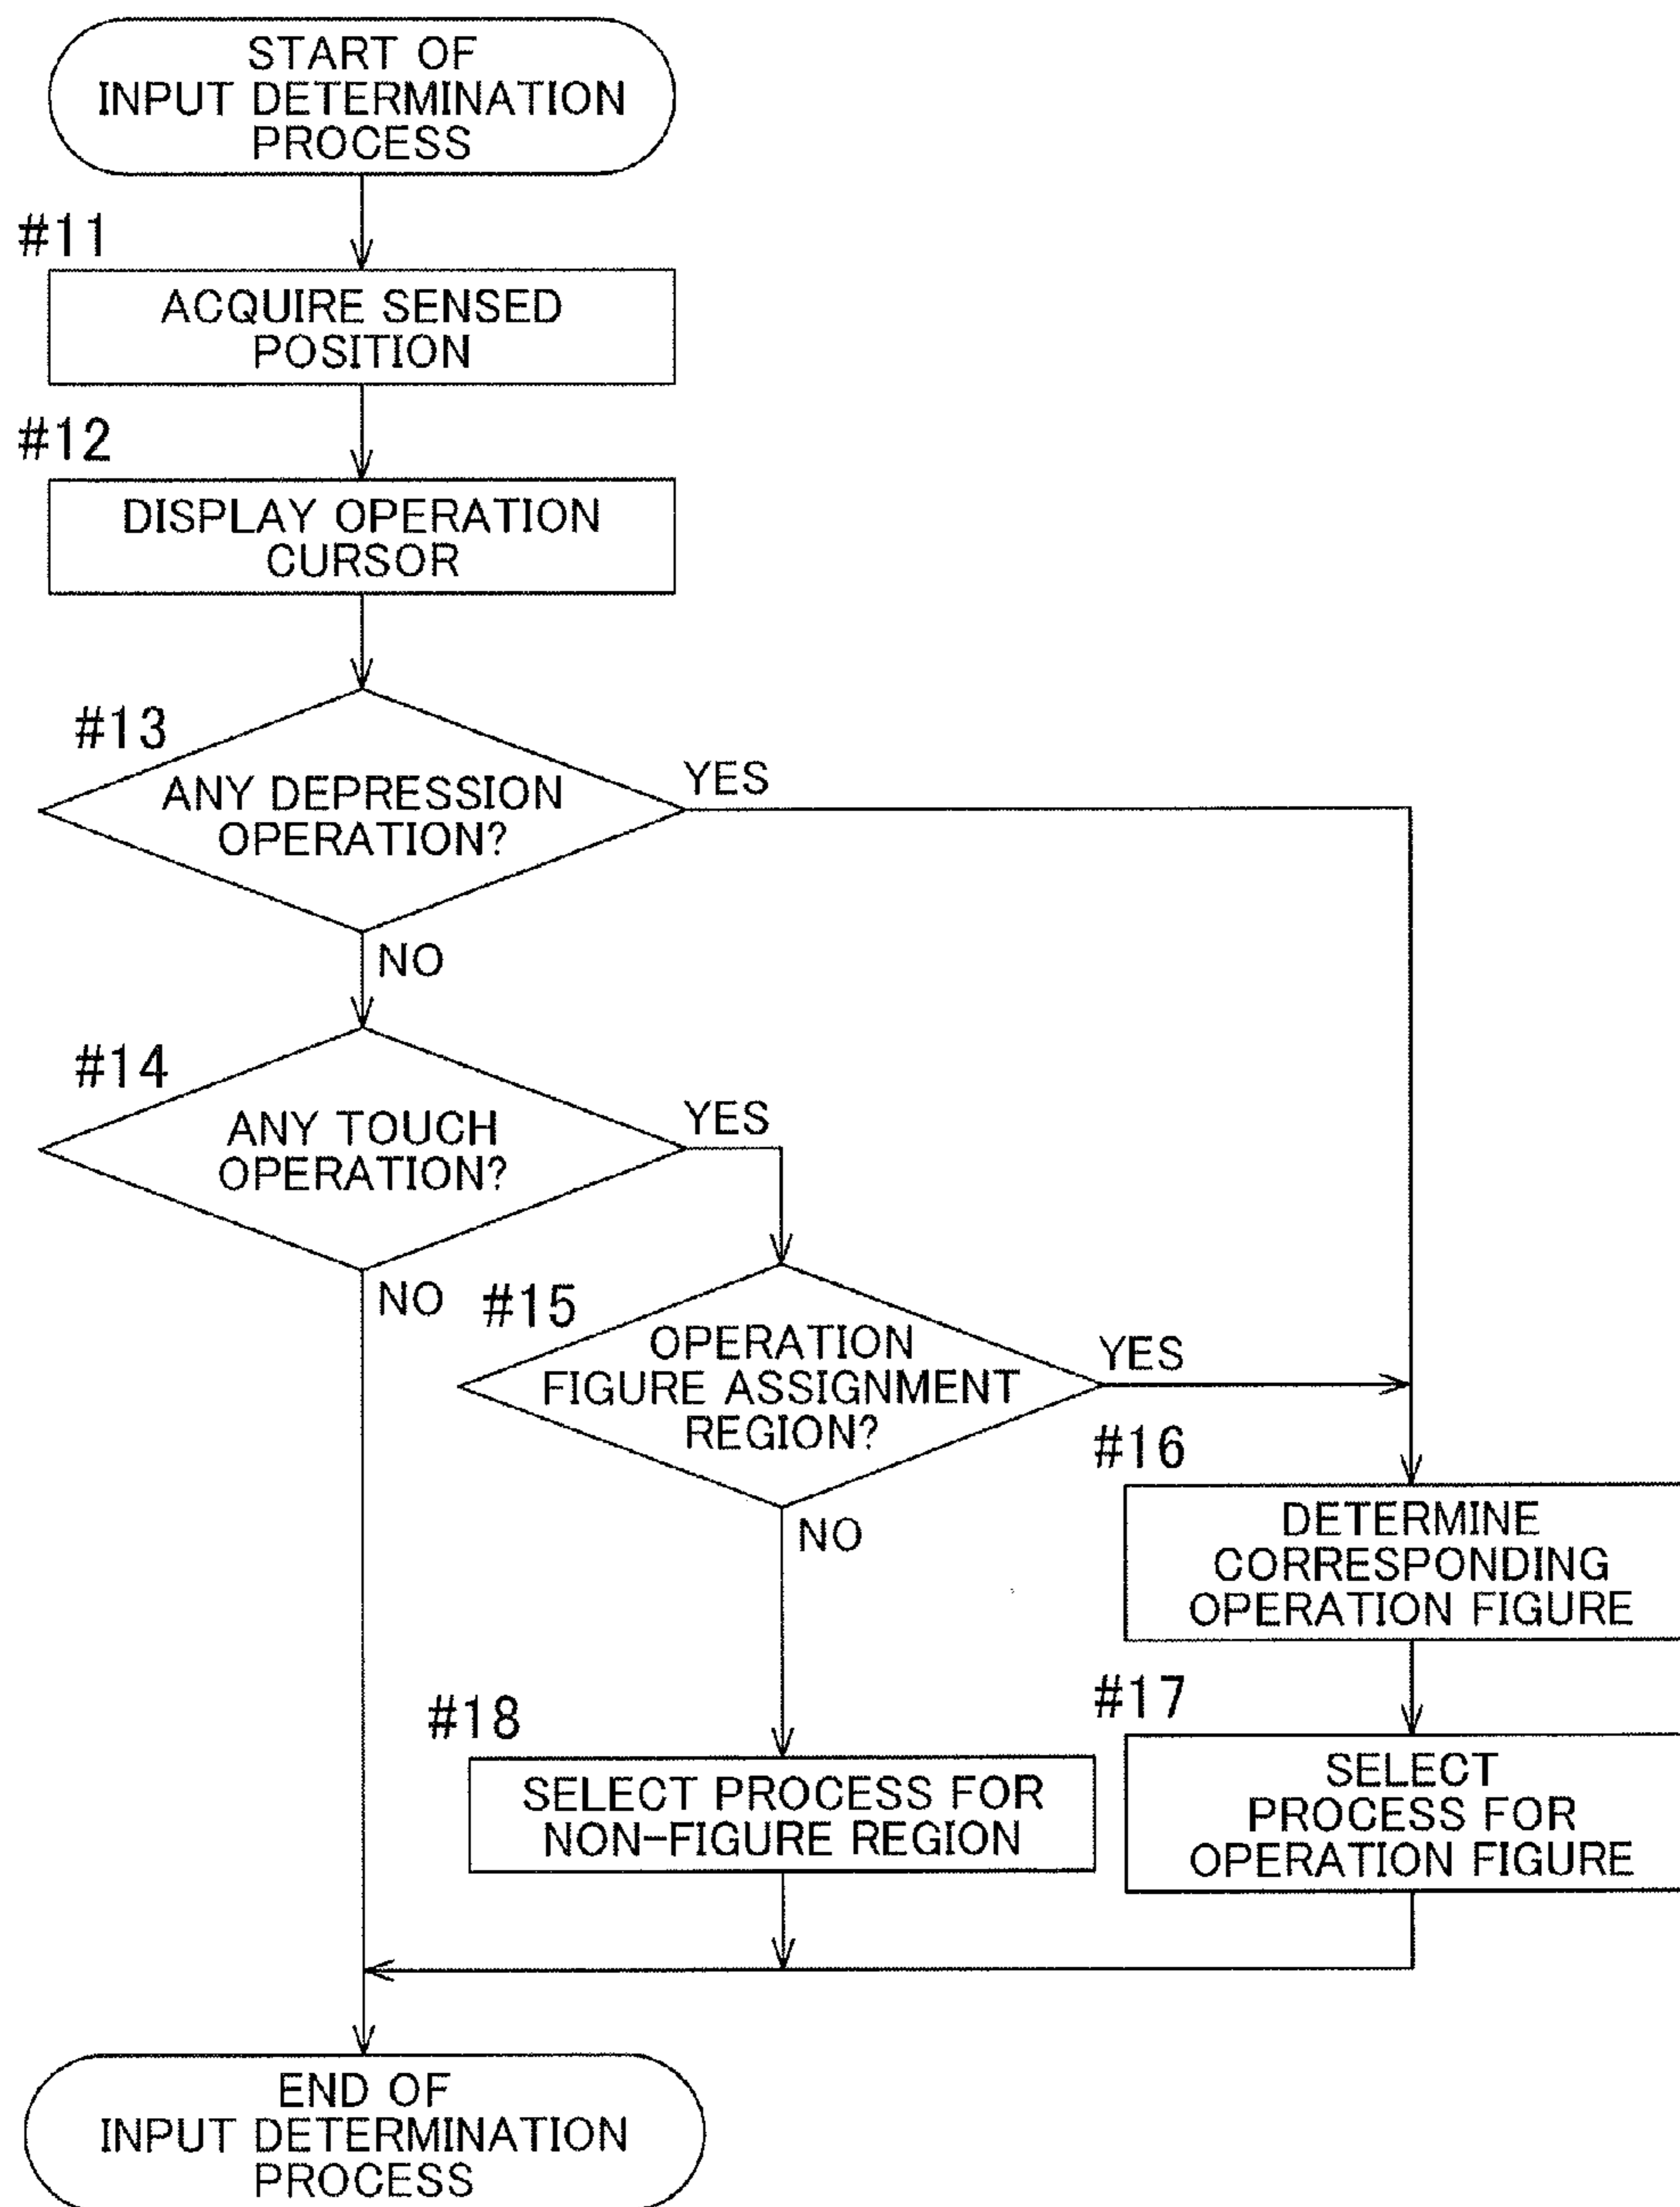 START OF
INPUT DETERMINATION
PROCESS
#11
ACQUIRE SENSED
POSITION
#12
DISPLAY OPERATION
CURSOR
#13
ANY DEPRESSION
OPERATION?
YES
NO
#14
ANY TOUCH
OPERATION?
YES
NO
#15
OPERATION
FIGURE ASSIGNMENT
REGION?
YES
NO
#16
DETERMINE
CORRESPONDING
OPERATION FIGURE
#17
SELECT
PROCESS FOR
OPERATION FIGURE
#18
SELECT PROCESS FOR
NON-FIGURE REGION
END OF
INPUT DETERMINATION
PROCESS